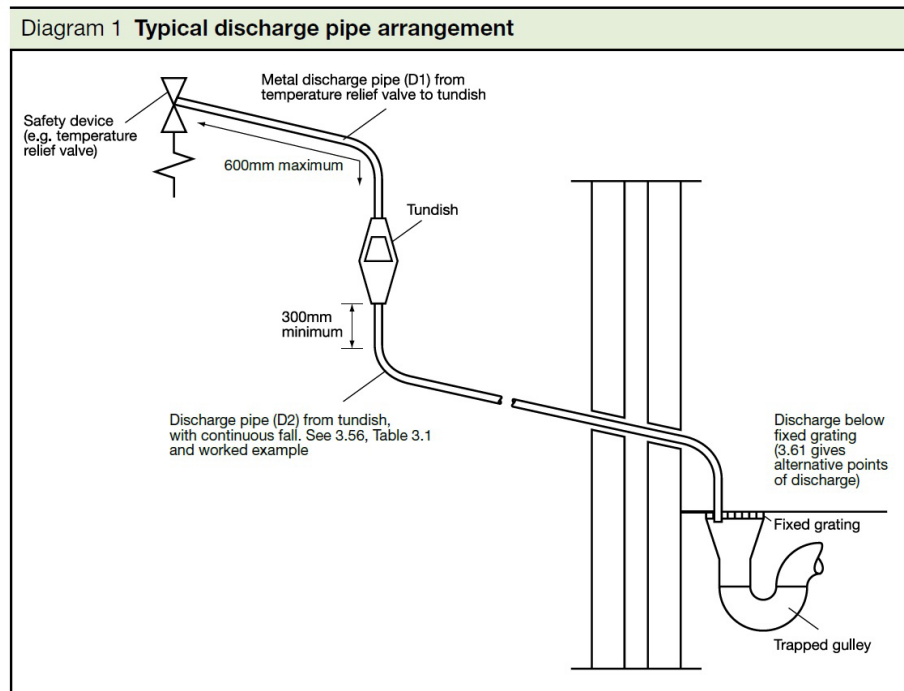 Diagram 1 Typical discharge pipe arrangement
Metal discharge pipe (D1) from
temperature relief valve to tundish
Safety device
(e.g. temperature
relief valve)
600mm maximum
Tundish
300mm
minimum
Discharge pipe (D2) from tundish,
with continuous fall. See 3.56, Table 3.1
and worked example
Discharge below
fixed grating
(3.61 gives
alternative points
of discharge)
Fixed grating
Trapped gulley